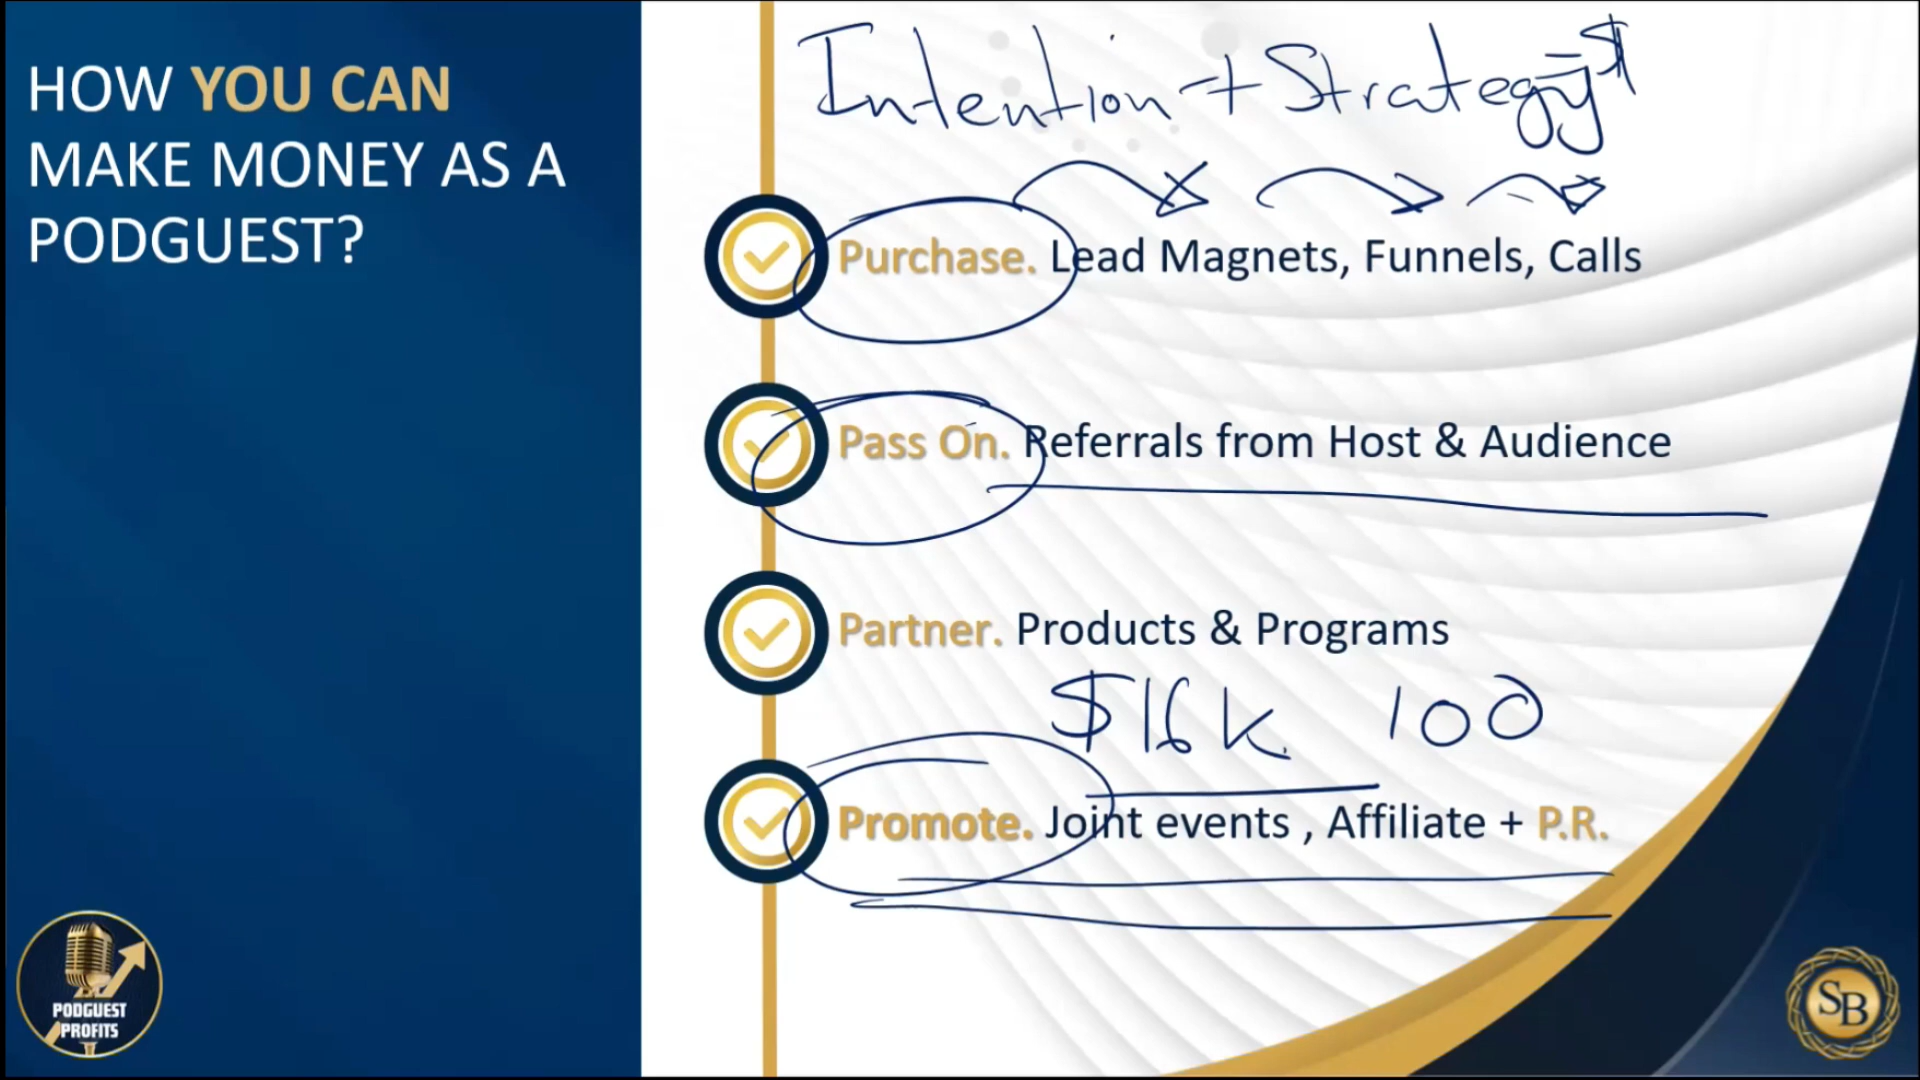 HOW YOU CAN
MAKE MONEY AS A
PODGUEST?
Intention + Strategy $
Purchase. Lead Magnets, Funnels, Calls
Pass On. Referrals from Host & Audience
Partner. Products & Programs
$16k 100
Promote. Joint events , Affiliate + P.R.
PODGUEST
PROFITS
SB